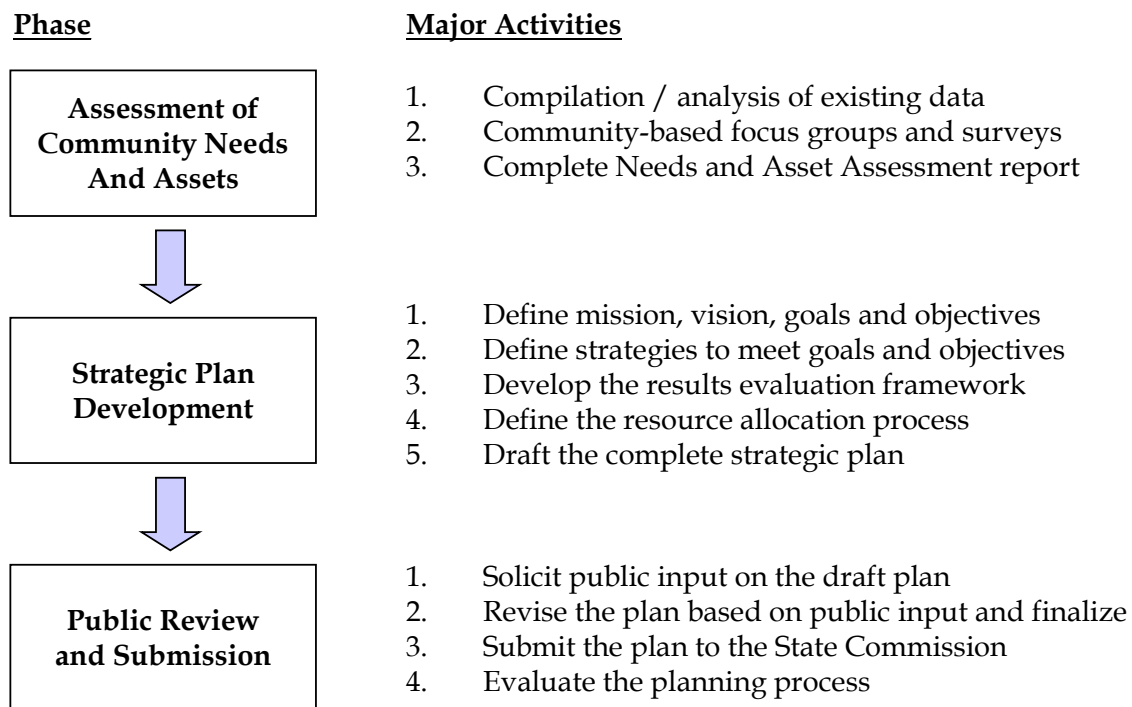 Phase
Major Activities
Assessment of
Community Needs
And Assets
1. Compilation / analysis of existing data
2. Community-based focus groups and surveys
3. Complete Needs and Asset Assessment report
Strategic Plan
Development
1. Define mission, vision, goals and objectives
2. Define strategies to meet goals and objectives
3. Develop the results evaluation framework
4. Define the resource allocation process
5. Draft the complete strategic plan
Public Review
and Submission
1. Solicit public input on the draft plan
2. Revise the plan based on public input and finalize
3. Submit the plan to the State Commission
4. Evaluate the planning process